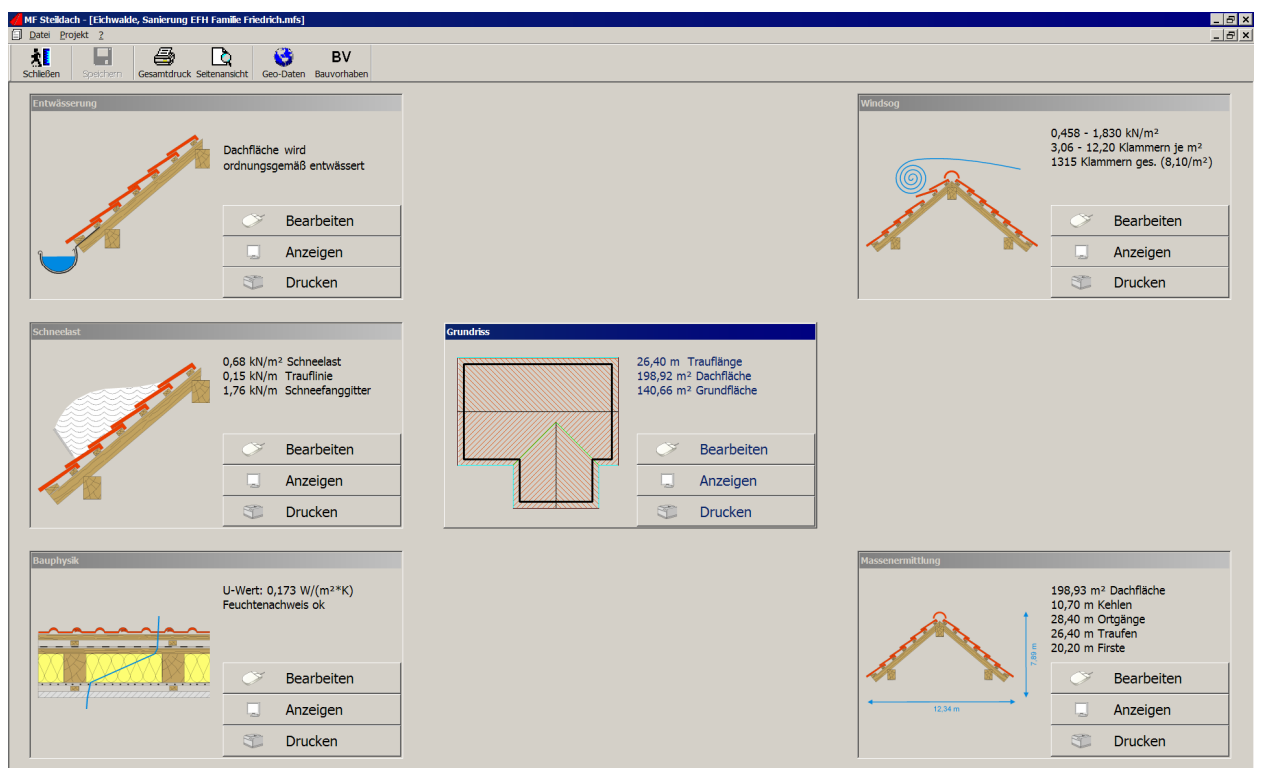 MF Steildach - [Eichwalde, Sanierung EFH Familie Friedrich.mfs]
Datei Projekt ?
Schließen Speichern Gesamtdruck Seitenansicht Geo-Daten BV Bauvorhaben
Entwässerung
Dachfläche wird
ordnungsgemäß entwässert
Bearbeiten
Anzeigen
Drucken
Windsog
0,458 - 1,830 kN/m²
3,06 - 12,20 Klammern je m²
1315 Klammern ges. (8,10/m²)
Bearbeiten
Anzeigen
Drucken
Schneelast
0,68 kN/m² Schneelast
0,15 kN/m Trauflinie
1,76 kN/m Schneefanggitter
Bearbeiten
Anzeigen
Drucken
Grundriss
26,40 m Trauflänge
198,92 m² Dachfläche
140,66 m² Grundfläche
Bearbeiten
Anzeigen
Drucken
Bauphysik
U-Wert: 0,173 W/(m²*K)
Feuchtenachweis ok
Bearbeiten
Anzeigen
Drucken
Massenermittlung
198,93 m² Dachfläche
10,70 m Kehlen
28,40 m Ortgänge
26,40 m Traufen
20,20 m Firste
7,89 m
12,34 m
Bearbeiten
Anzeigen
Drucken